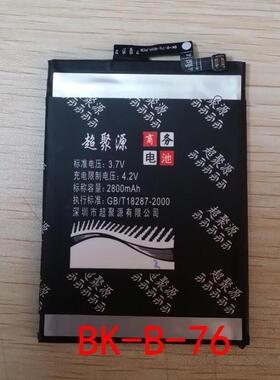 超聚源 商务电池
标准电压: 3.7V
充电限制电压: 4.2V
标称容量: 2800mAh
执行标准: GB/T18287-2000
深圳市超聚源有限公司
BK-B-76